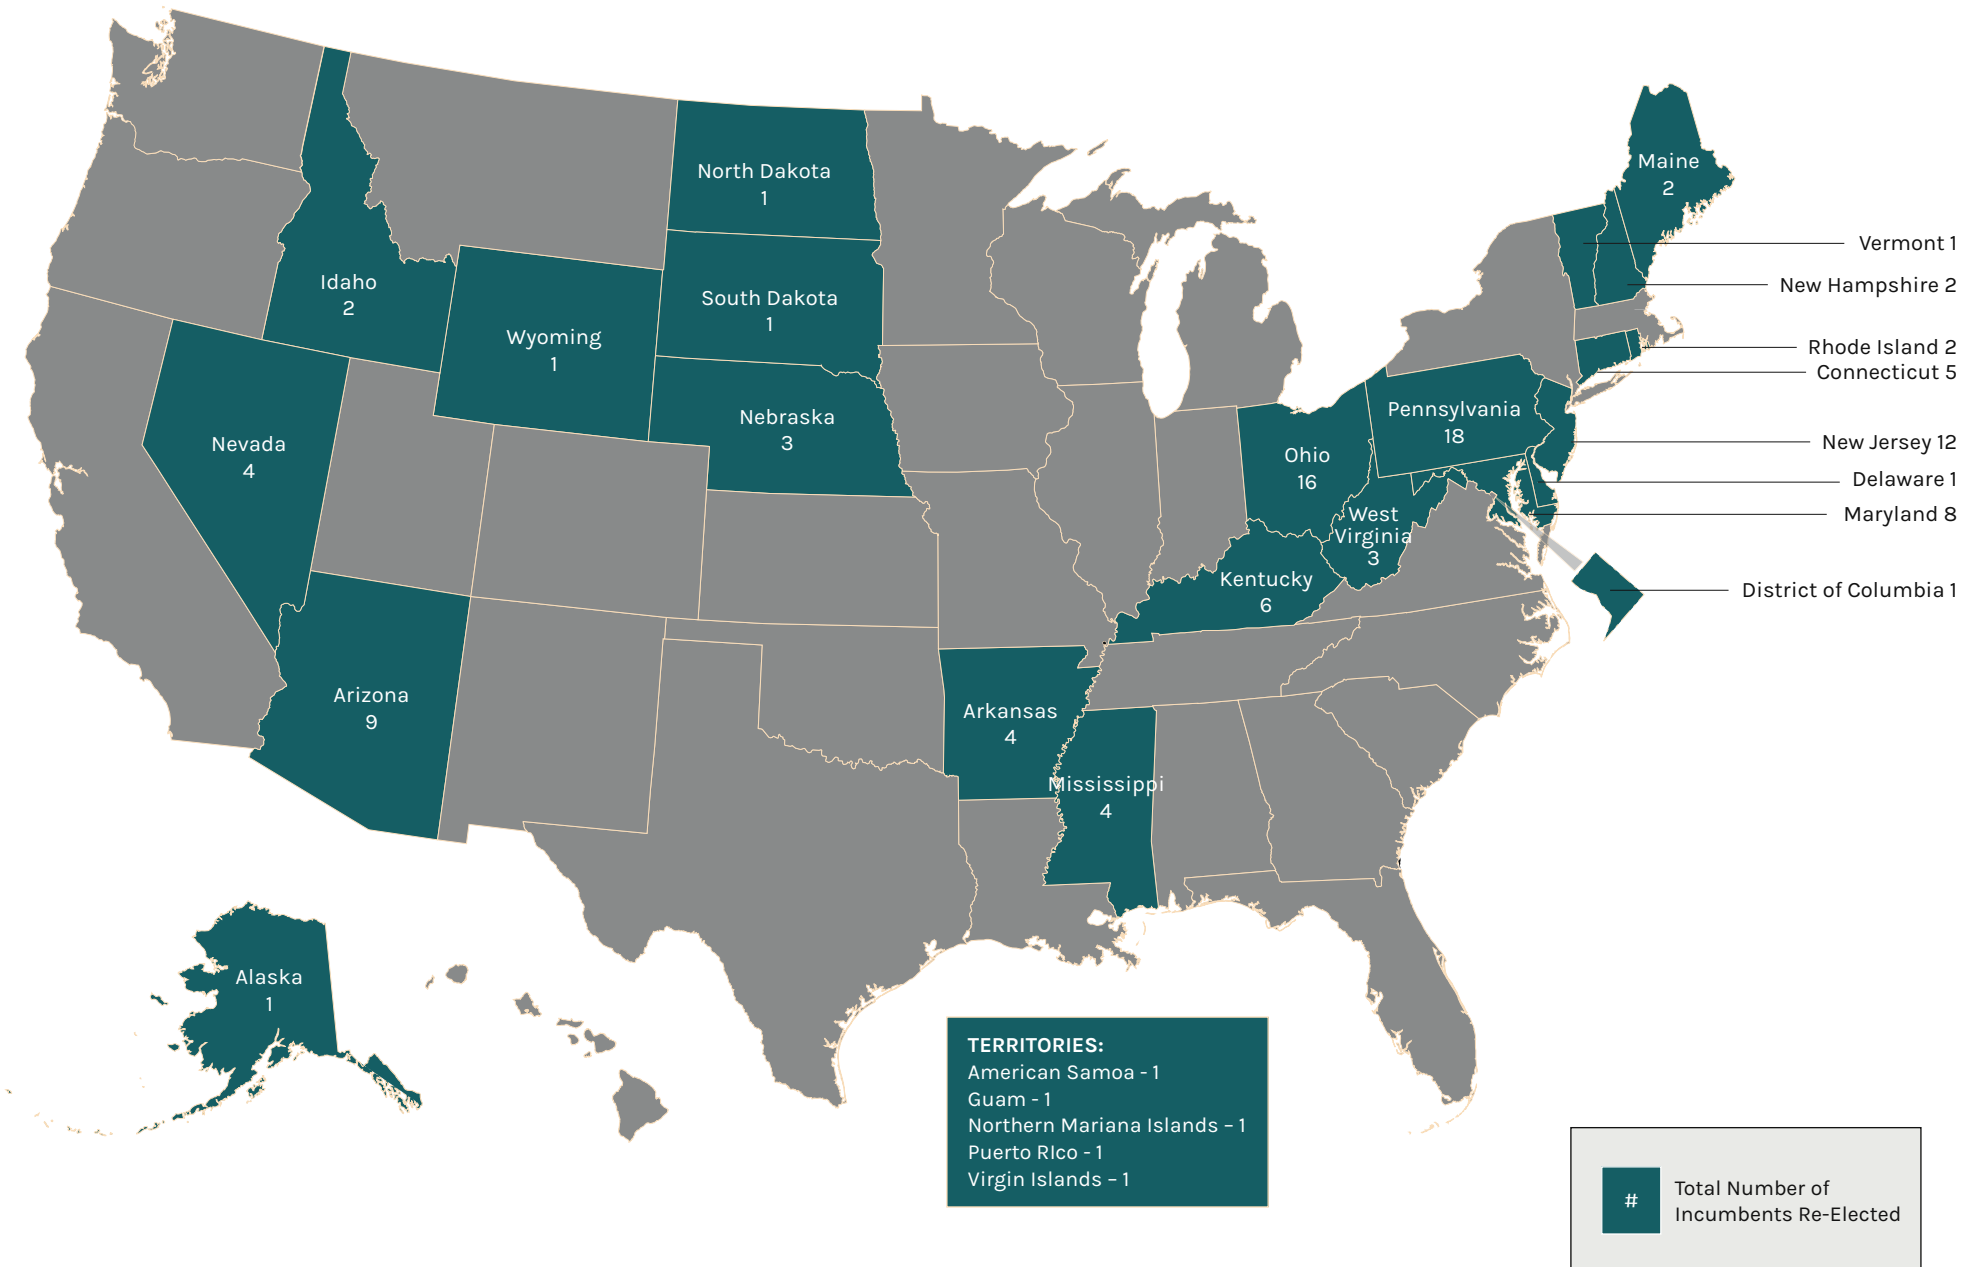 North Dakota
1
Maine
2
Vermont 1
Idaho
2
New Hampshire 2
South Dakota
1
Wyoming
1
Rhode Island 2
Connecticut 5
Nebraska
3
Pennsylvania
18
Nevada
4
New Jersey 12
Ohio
16
Delaware 1
Maryland 8
West
Virginia
3
Kentucky
6
District of Columbia 1
Arizona
9
Arkansas
4
Mississippi
4
Alaska
1
TERRITORIES:
American Samoa - 1
Guam - 1
Northern Mariana Islands – 1
Puerto RIco - 1
Virgin Islands – 1
#
Total Number of
Incumbents Re-Elected